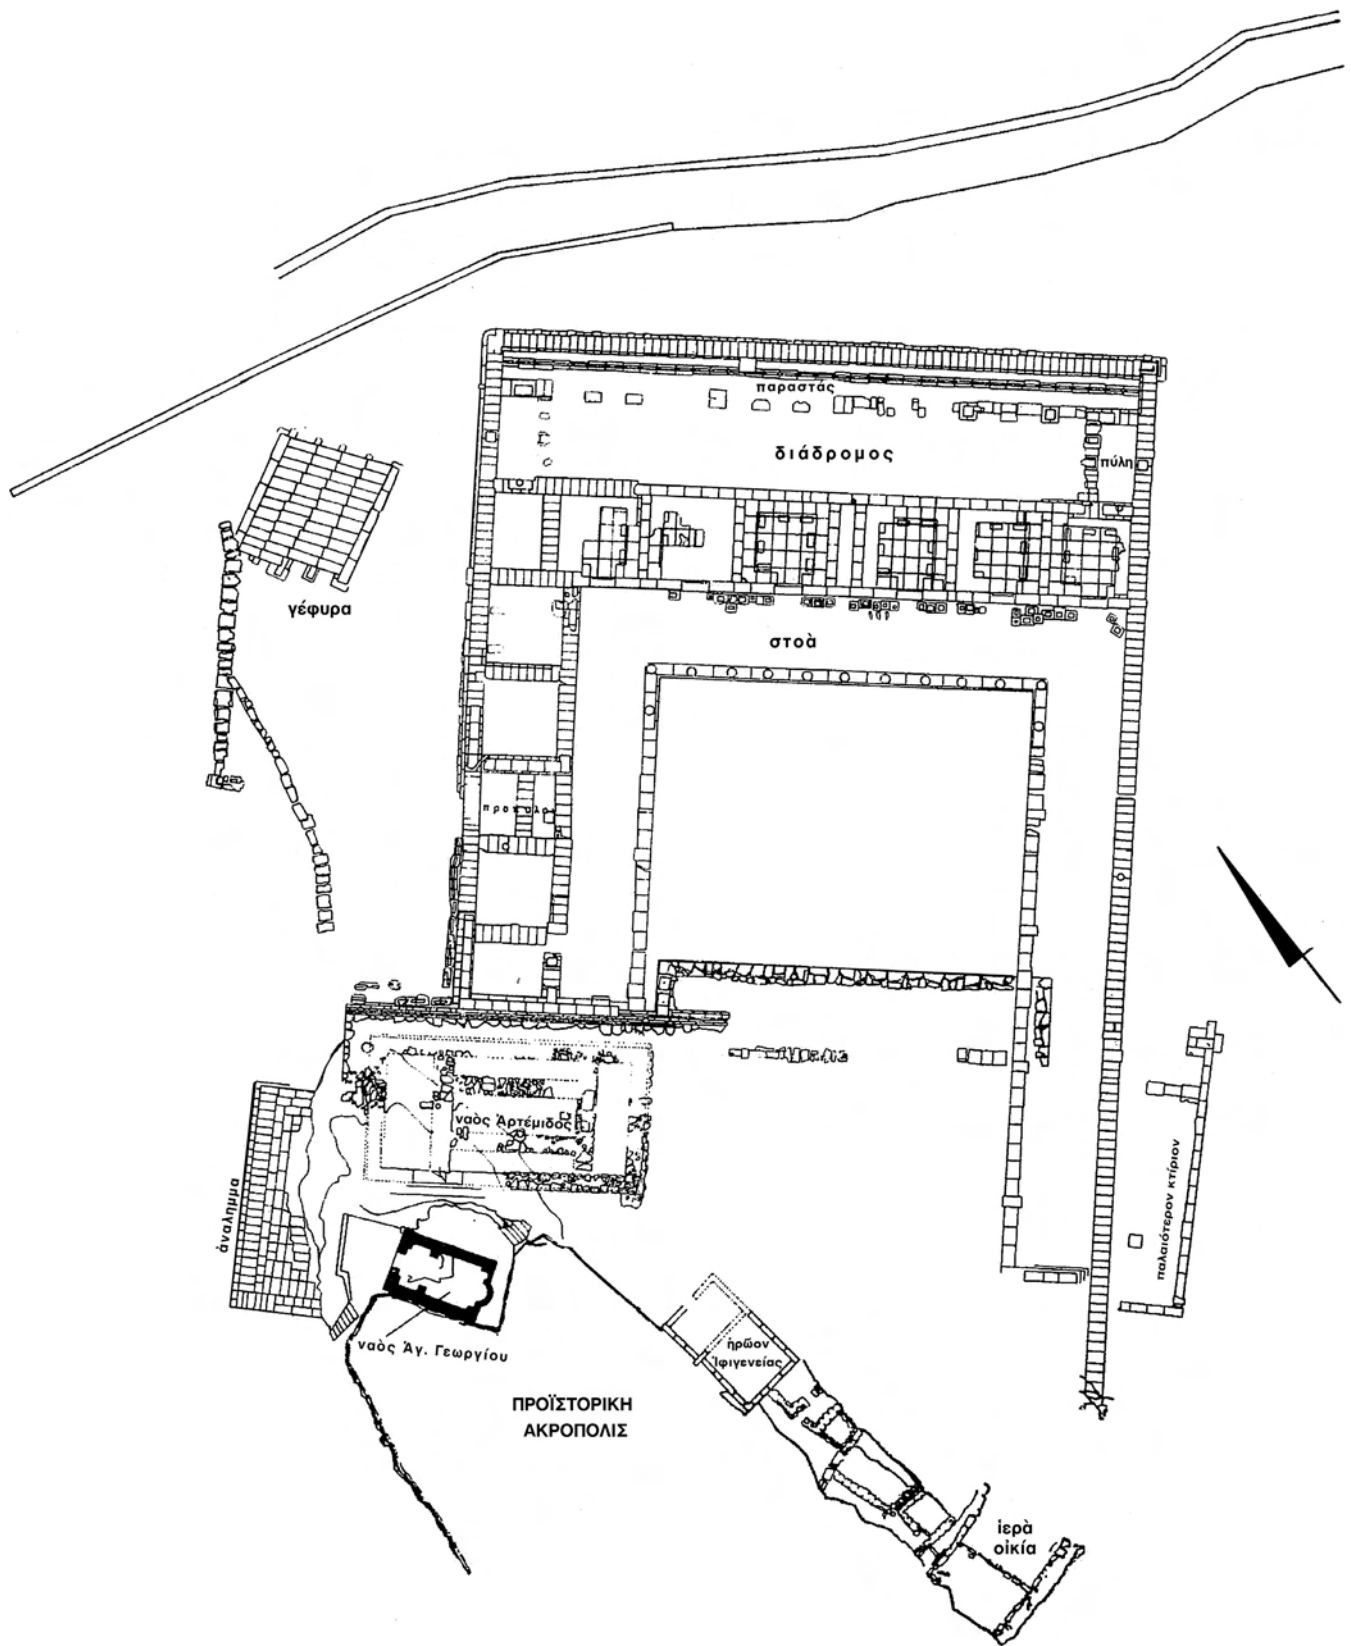 παραστάς
διάδρομος
πύλη
γέφυρα
στοὰ
ναὸς Ἀρτέμιδος
ἀνάλημμα
παλαιότερον κτίριον
ναὸς Ἁγ. Γεωργίου
ἡρῶον
Ἰφιγενείας
ΠΡΟΪΣΤΟΡΙΚΗ
ΑΚΡΟΠΟΛΙΣ
ἱερὰ
οἰκία